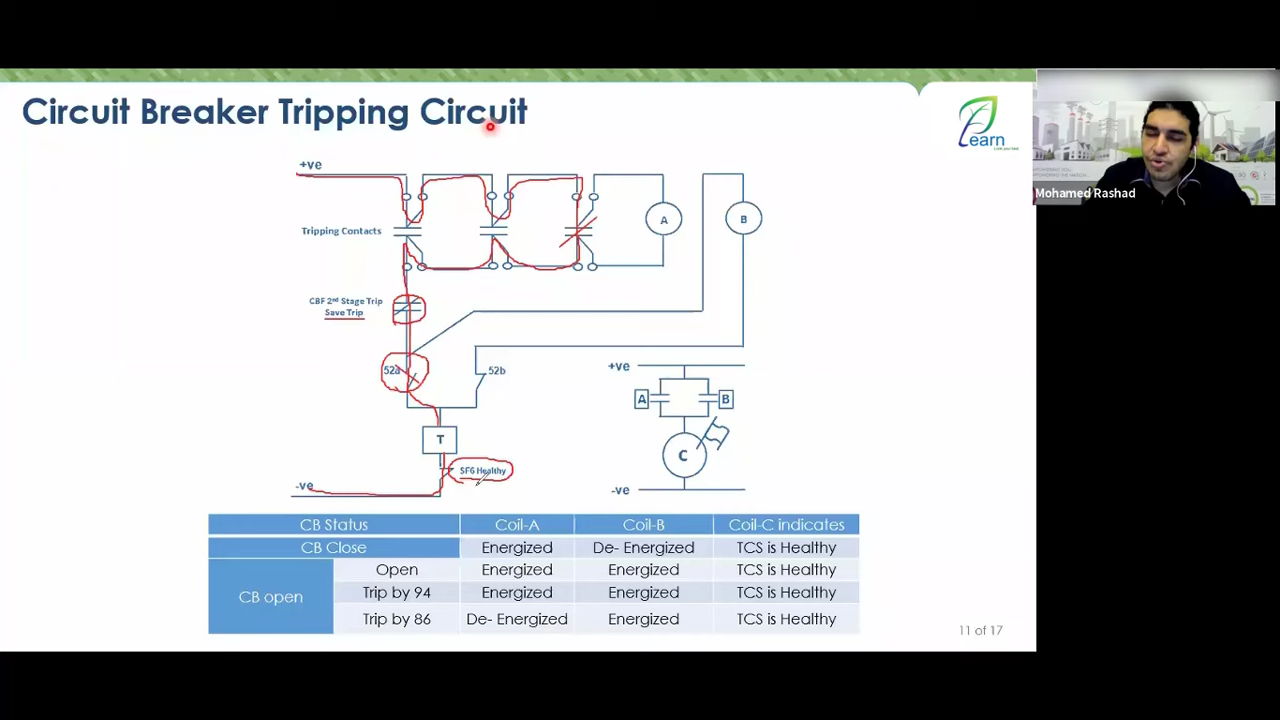 Circuit Breaker Tripping Circuit
earn
Mohamed Rashad
+ve
Tripping Contacts
A
B
CBF 2nd Stage Trip
Save Trip
52a
52b
+ve
A
B
T
C
SF6 Healthy
-ve
-ve
CB Status Coil-A Coil-B Coil-C indicates
CB Close Energized De- Energized TCS is Healthy
CB open
Open Energized Energized TCS is Healthy
Trip by 94 Energized Energized TCS is Healthy
Trip by 86 De- Energized Energized TCS is Healthy
11 of 17